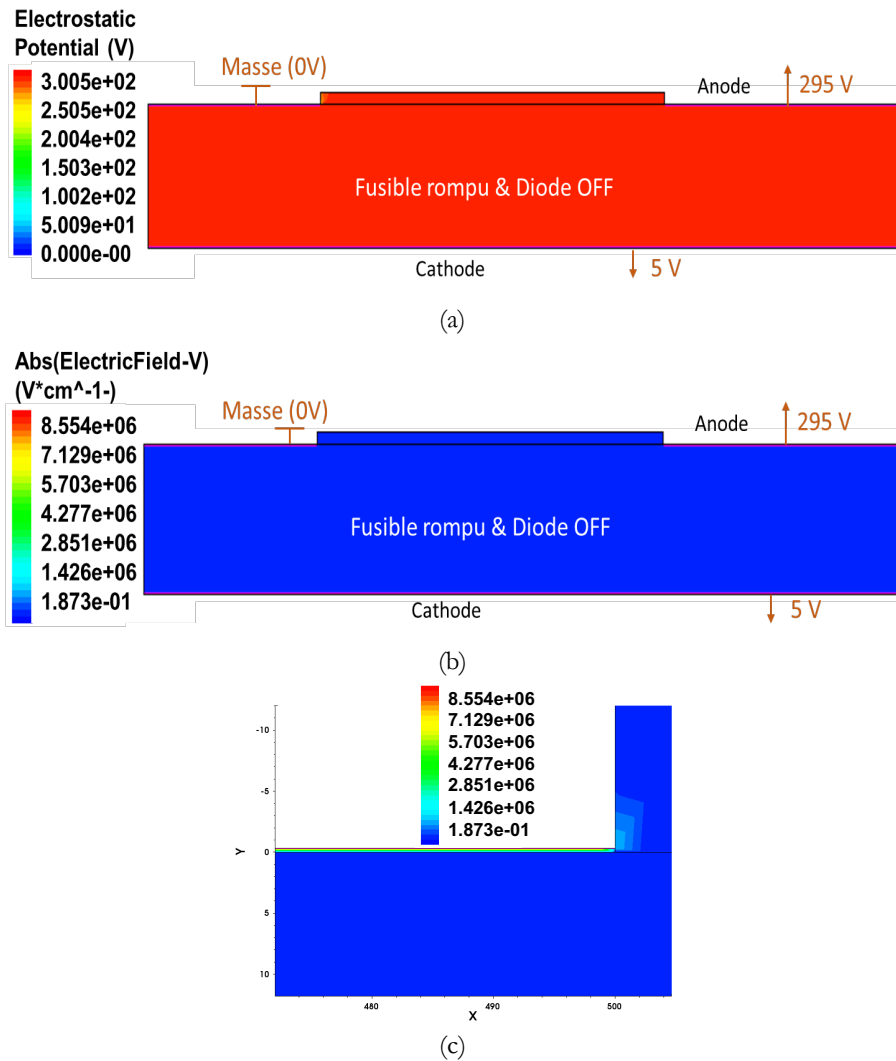 Electrostatic
Potential (V)
3.005e+02
2.505e+02
2.004e+02
1.503e+02
1.002e+02
5.009e+01
0.000e-00
Masse (0V)
Anode
295 V
Fusible rompu & Diode OFF
Cathode
5 V
(a)
Abs(ElectricField-V)
(V*cm^-1-)
8.554e+06
7.129e+06
5.703e+06
4.277e+06
2.851e+06
1.426e+06
1.873e-01
Masse (0V)
Anode
295 V
Fusible rompu & Diode OFF
Cathode
5 V
(b)
8.554e+06
7.129e+06
5.703e+06
4.277e+06
2.851e+06
1.426e+06
1.873e-01
-10
-5
0
5
10
Y
480
490
500
X
(c)